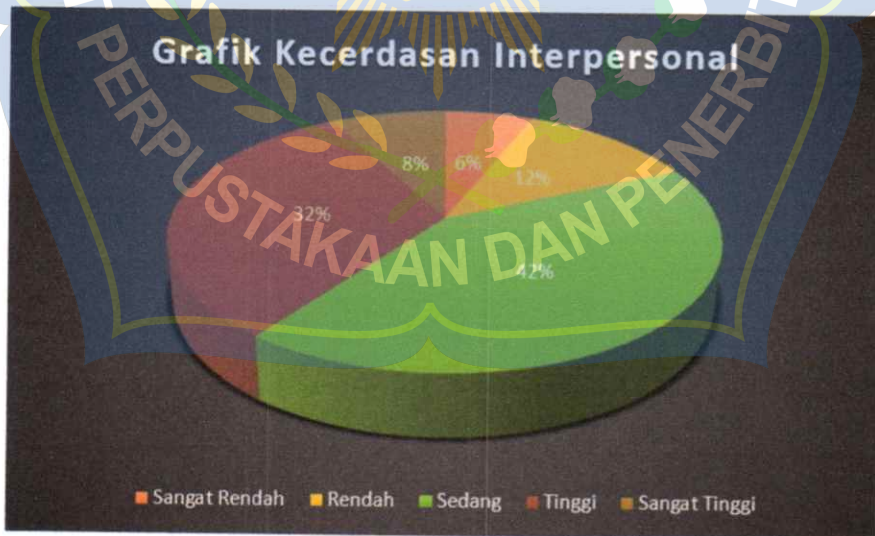 Grafik Kecerdasan Interpersonal
8%
6%
12%
32%
42%
Sangat Rendah Rendah Sedang Tinggi Sangat Tinggi
PERPUSTAKAAN DAN PENERBI